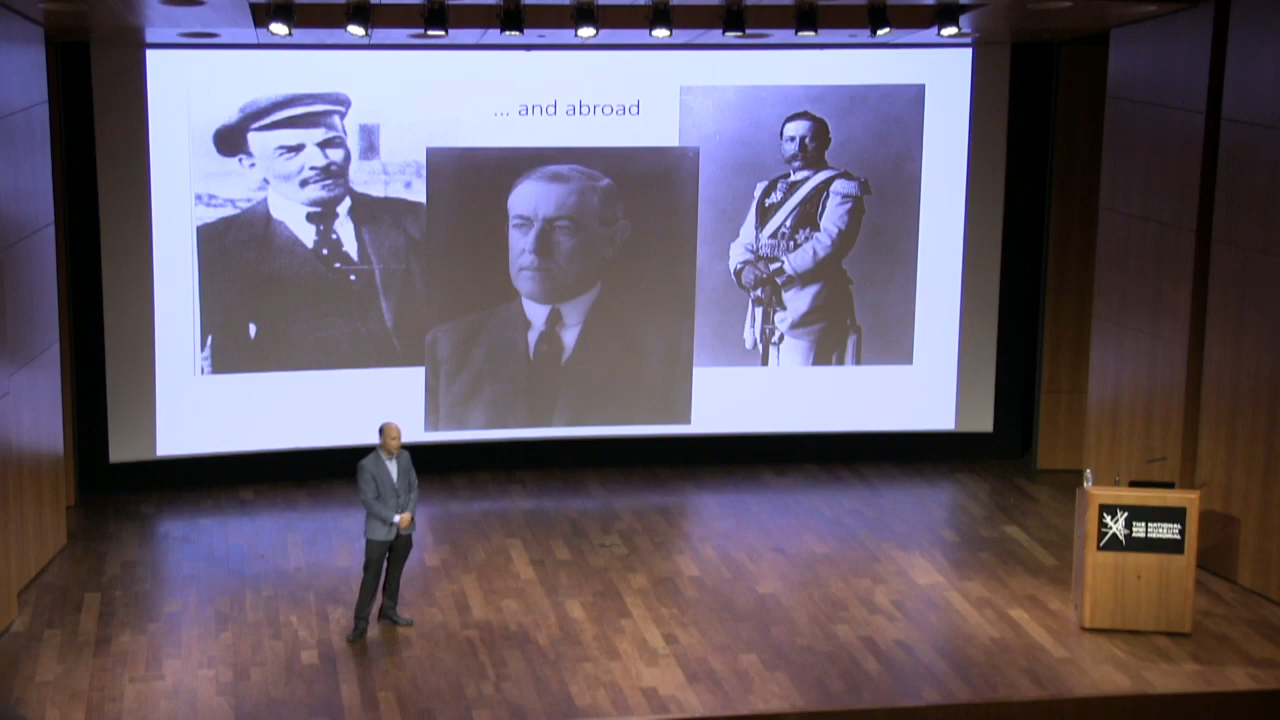 ... and abroad
THE NATIONAL
WWI MUSEUM
AND MEMORIAL